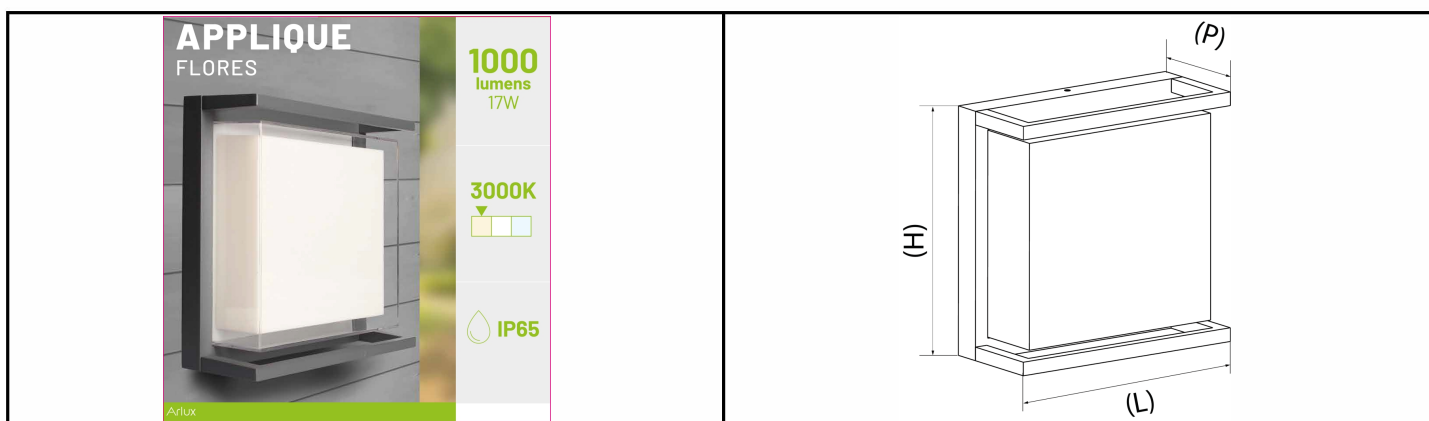 APPLIQUE
FLORES
1000
lumens
17W
3000K
IP65
Arlux
(P)
(H)
(L)